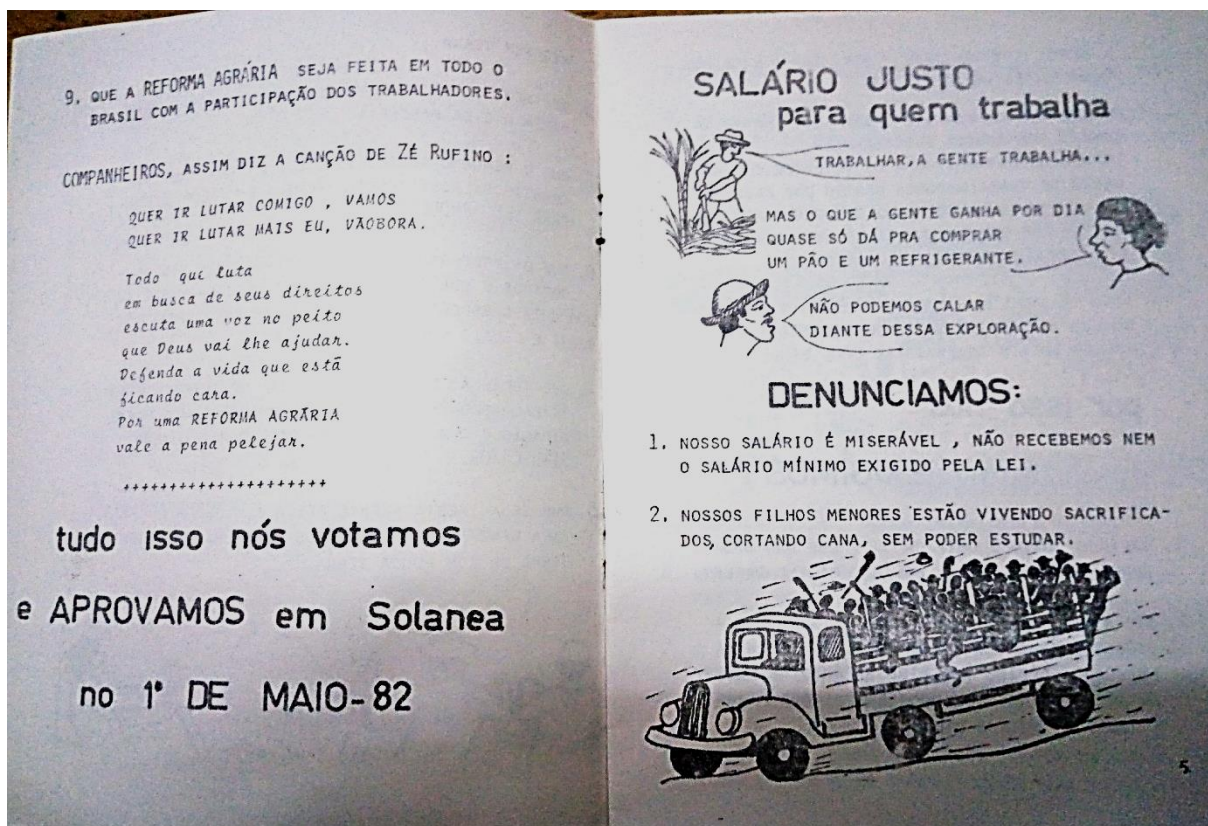 9. QUE A REFORMA AGRÁRIA SEJA FEITA EM TODO O
BRASIL COM A PARTICIPAÇÃO DOS TRABALHADORES.
COMPANHEIROS, ASSIM DIZ A CANÇÃO DE ZÉ RUFINO :
QUER IR LUTAR COMIGO , VAMOS
QUER IR LUTAR MAIS EU, VÃOBORA.
Todo que luta
em busca de seus direitos
escuta uma voz no peito
que Deus vai lhe ajudar.
Defenda a vida que estã
ficando cara.
Por uma REFORMA AGRÃRIA
vale a pena pelejar.
++++++++++++++++++++++
tudo isso nós votamos
e APROVAMOS em Solanea
no 1º DE MAIO-82
SALÁRIO JUSTO
para quem trabalha
TRABALHAR, A GENTE TRABALHA...
MAS O QUE A GENTE GANHA POR DIA
QUASE SÓ DÁ PRA COMPRAR
UM PÃO E UM REFRIGERANTE.
NÃO PODEMOS CALAR
DIANTE DESSA EXPLORAÇÃO.
DENUNCIAMOS:
1. NOSSO SALÁRIO É MISERÁVEL , NÃO RECEBEMOS NEM
O SALÁRIO MÍNIMO EXIGIDO PELA LEI.
2. NOSSOS FILHOS MENORES ESTÃO VIVENDO SACRIFICA-
DOS, CORTANDO CANA, SEM PODER ESTUDAR.
5